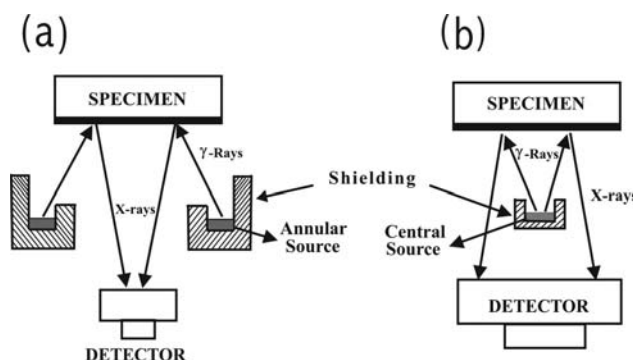 (a)
SPECIMEN
γ-Rays
X-rays
Annular
Source
DETECTOR
Shielding
(b)
SPECIMEN
γ-Rays
X-rays
Central
Source
DETECTOR